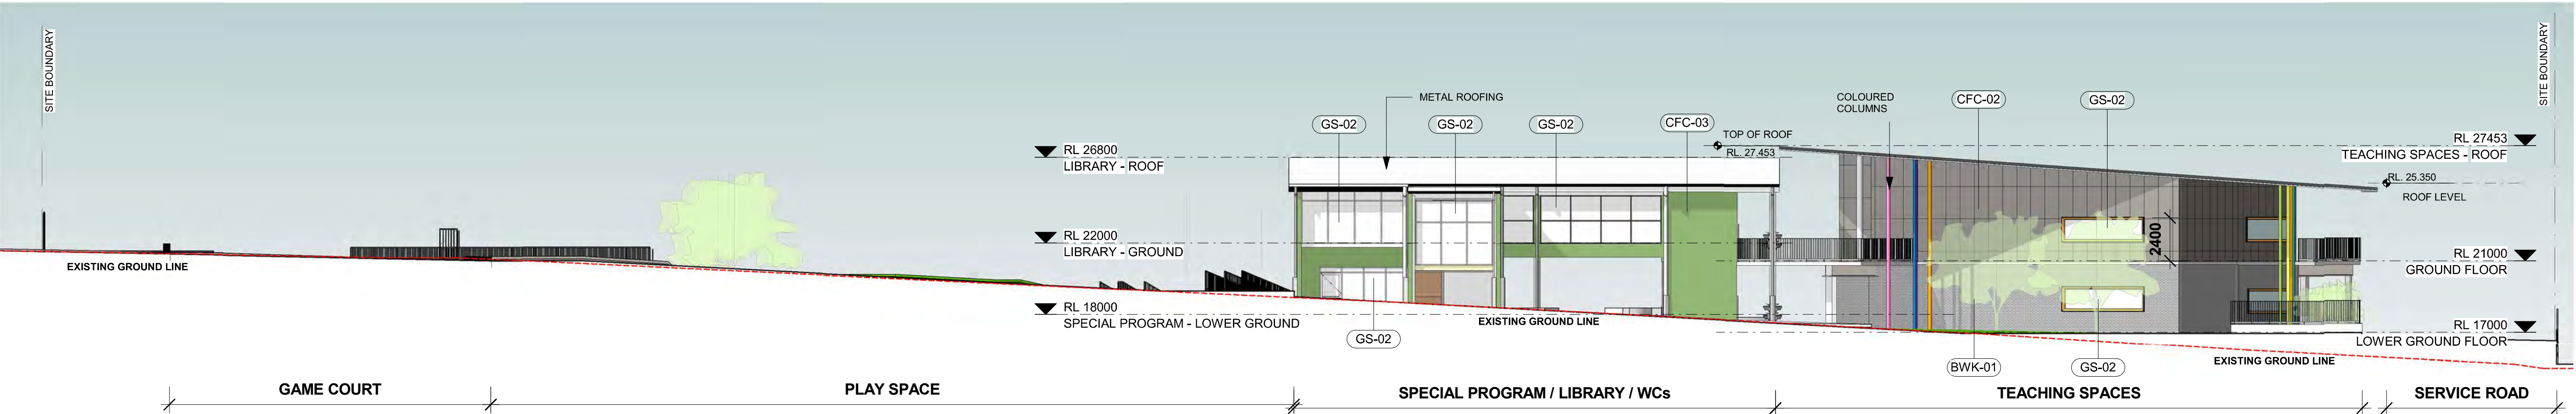 SITE BOUNDARY
EXISTING GROUND LINE
GAME COURT
PLAY SPACE
RL 26800
LIBRARY - ROOF
RL 22000
LIBRARY - GROUND
RL 18000
SPECIAL PROGRAM - LOWER GROUND
METAL ROOFING
GS-02
GS-02
GS-02
CFC-03
GS-02
EXISTING GROUND LINE
SPECIAL PROGRAM / LIBRARY / WCs
TOP OF ROOF
RL. 27.453
COLOURED
COLUMNS
CFC-02
GS-02
2400
BWK-01
GS-02
TEACHING SPACES
RL 27453
TEACHING SPACES - ROOF
RL. 25.350
ROOF LEVEL
RL 21000
GROUND FLOOR
RL 17000
LOWER GROUND FLOOR
EXISTING GROUND LINE
SERVICE ROAD
SITE BOUNDARY